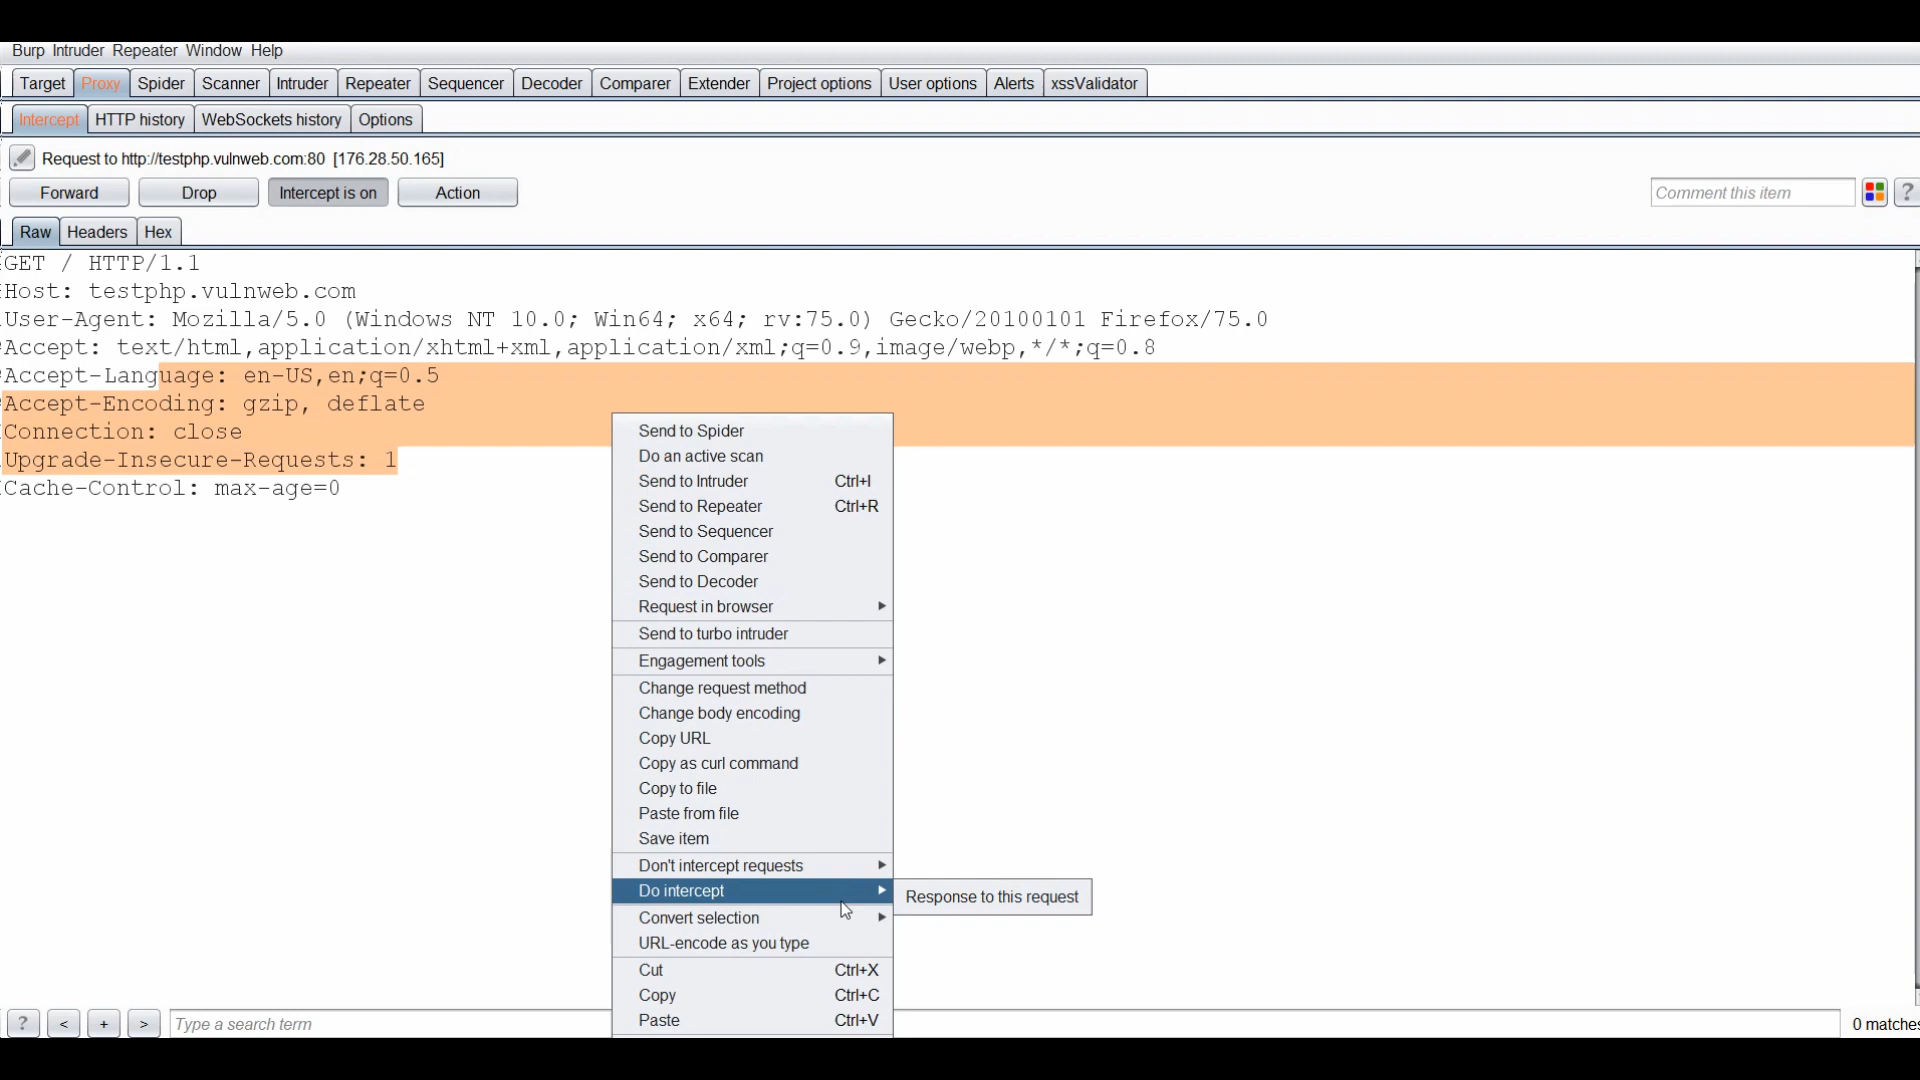 Burp Intruder Repeater Window Help
Target Proxy Spider Scanner Intruder Repeater Sequencer Decoder Comparer Extender Project options User options Alerts xssValidator
Intercept HTTP history WebSockets history Options
Request to http://testphp.vulnweb.com:80 [176.28.50.165]
Forward Drop Intercept is on Action Comment this item ?
Raw Headers Hex
GET / HTTP/1.1
Host: testphp.vulnweb.com
User-Agent: Mozilla/5.0 (Windows NT 10.0; Win64; x64; rv:75.0) Gecko/20100101 Firefox/75.0
Accept: text/html,application/xhtml+xml,application/xml;q=0.9,image/webp,*/*;q=0.8
Accept-Language: en-US,en;q=0.5
Accept-Encoding: gzip, deflate
Connection: close
Upgrade-Insecure-Requests: 1
Cache-Control: max-age=0
Send to Spider
Do an active scan
Send to Intruder Ctrl+I
Send to Repeater Ctrl+R
Send to Sequencer
Send to Comparer
Send to Decoder
Request in browser
Send to turbo intruder
Engagement tools
Change request method
Change body encoding
Copy URL
Copy as curl command
Copy to file
Paste from file
Save item
Don't intercept requests
Do intercept
Response to this request
Convert selection
URL-encode as you type
Cut Ctrl+X
Copy Ctrl+C
Paste Ctrl+V
? < + > Type a search term 0 matches